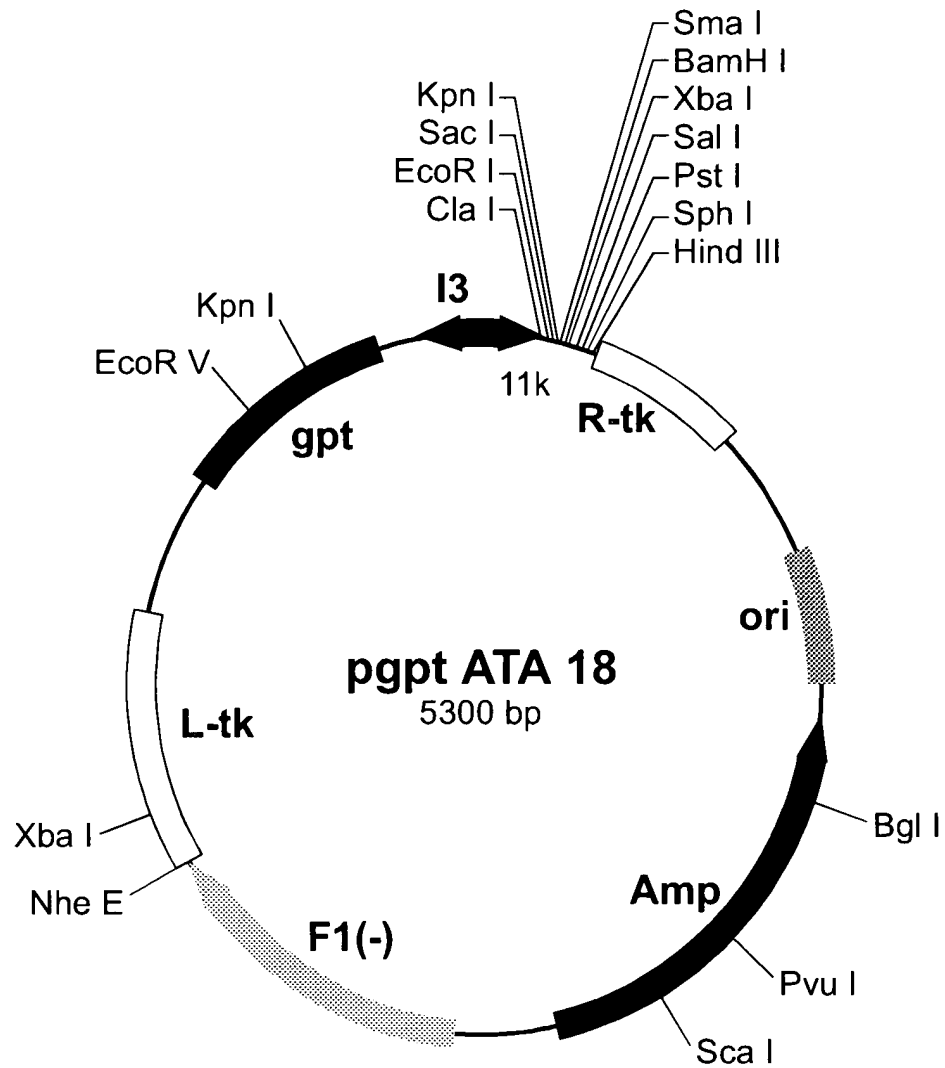 Sma I
BamH I
Xba I
Sal I
Pst I
Sph I
Hind III
Kpn I
Sac I
EcoR I
Cla I
I3
11k
Kpn I
EcoR V
gpt
R-tk
ori
pgpt ATA 18
5300 bp
L-tk
Xba I
Nhe E
F1(-)
Amp
Bgl I
Pvu I
Sca I